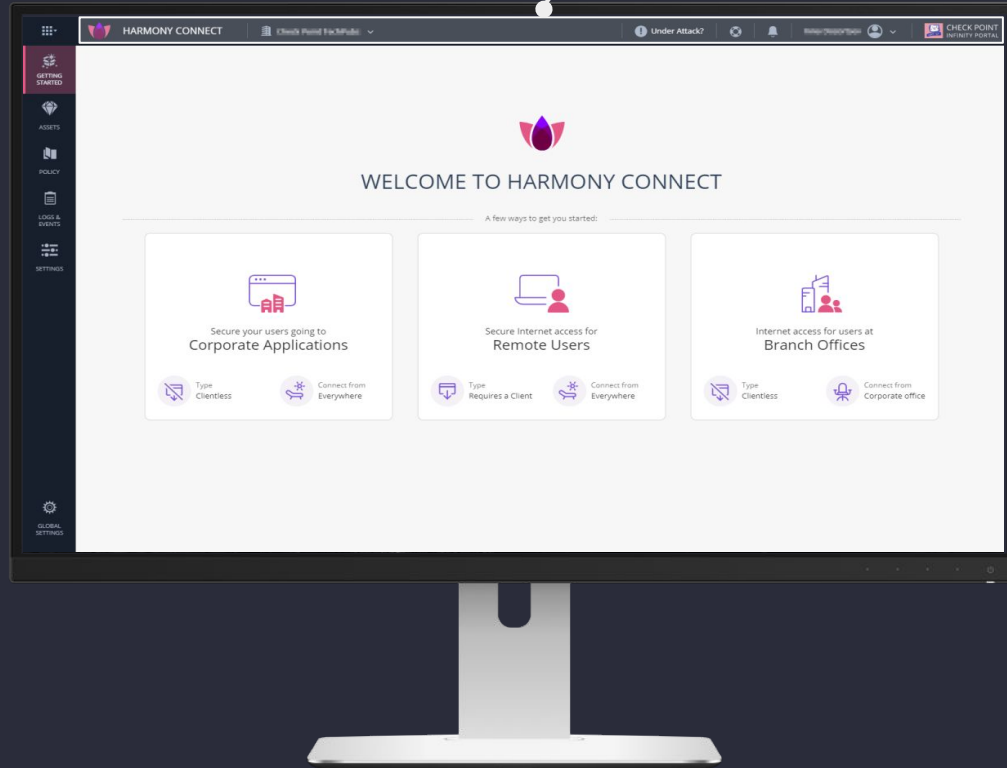 HARMONY CONNECT
Under Attack?
CHECK POINT
INFINITY PORTAL
GETTING
STARTED
ASSETS
POLICY
LOGS &
EVENTS
SETTINGS
GLOBAL
SETTINGS
WELCOME TO HARMONY CONNECT
A few ways to get you started:
Secure your users going to
Corporate Applications
Type
Clientless
Connect from
Everywhere
Secure Internet access for
Remote Users
Type
Requires a Client
Connect from
Everywhere
Internet access for users at
Branch Offices
Type
Clientless
Connect from
Corporate office